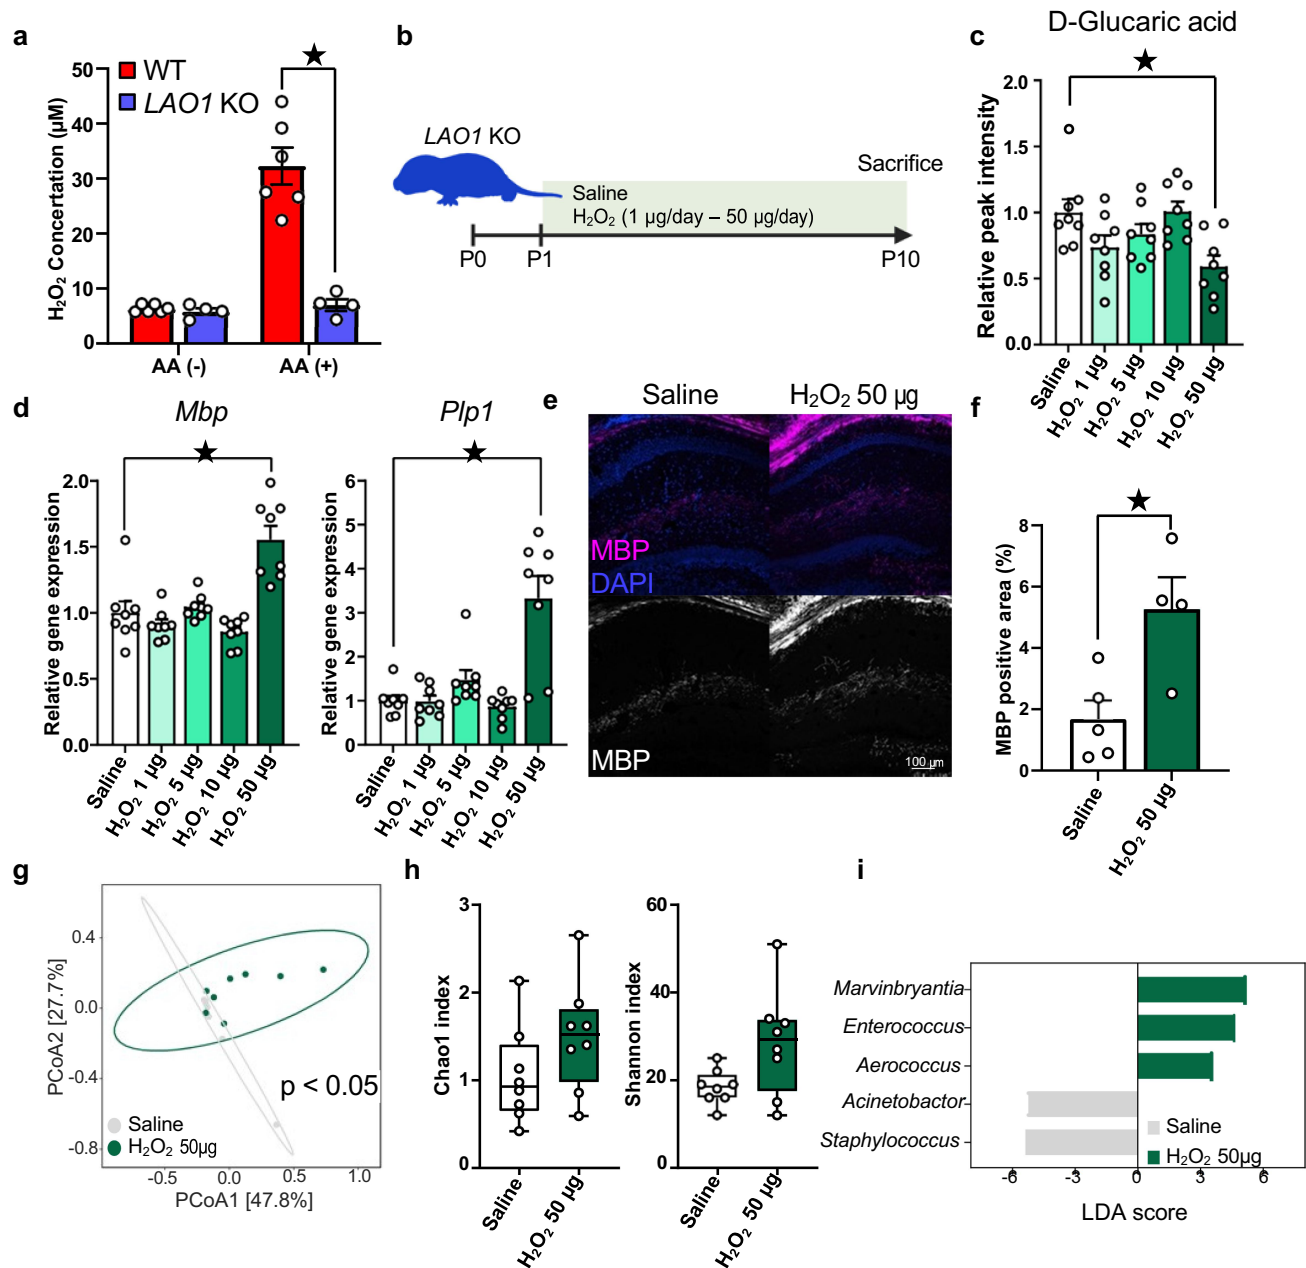 a
WT
LAO1 KO
H₂O₂ Concertation (µM)
50
40
30
20
10
0
AA (-)
AA (+)
b
LAO1 KO
Sacrifice
Saline
H₂O₂ (1 µg/day – 50 µg/day)
P0
P1
P10
c
D-Glucaric acid
Relative peak intensity
2.0
1.5
1.0
0.5
0.0
Saline
H₂O₂ 1 µg
H₂O₂ 5 µg
H₂O₂ 10 µg
H₂O₂ 50 µg
d
Mbp
Relative gene expression
2.0
1.5
1.0
0.5
0.0
Saline
H₂O₂ 1 µg
H₂O₂ 5 µg
H₂O₂ 10 µg
H₂O₂ 50 µg
Plp1
Relative gene expression
6
5
4
3
2
1
0
Saline
H₂O₂ 1 µg
H₂O₂ 5 µg
H₂O₂ 10 µg
H₂O₂ 50 µg
e
Saline
H₂O₂ 50 µg
MBP
DAPI
MBP
100 µm
f
MBP positive area (%)
8
6
4
2
0
Saline
H₂O₂ 50 µg
g
PCoA2 [27.7%]
0.4
0.0
-0.4
-0.8
p < 0.05
Saline
H₂O₂ 50µg
-0.5
0.0
0.5
1.0
PCoA1 [47.8%]
h
Chao1 index
3
2
1
0
Saline
H₂O₂ 50 µg
Shannon index
60
40
20
0
Saline
H₂O₂ 50 µg
i
Marvinbryantia
Enterococcus
Aerococcus
Acinetobactor
Staphylococcus
Saline
H₂O₂ 50µg
-6
-3
0
3
6
LDA score